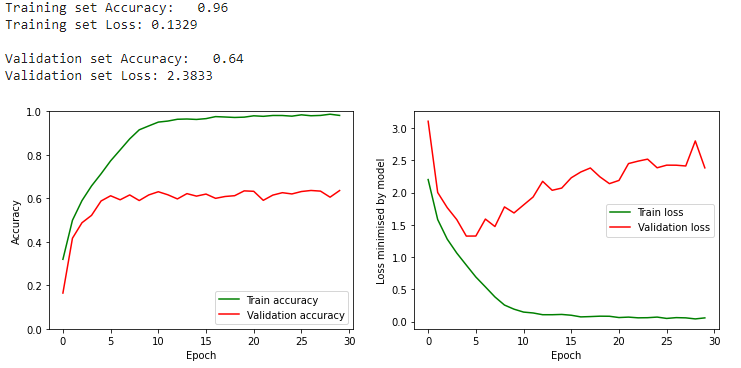 Training set Accuracy:   0.96
Training set Loss: 0.1329
Validation set Accuracy:   0.64
Validation set Loss: 2.3833
1.0
0.8
0.6
0.4
0.2
0.0
Accuracy
0 5 10 15 20 25 30
Epoch
Train accuracy
Validation accuracy
3.0
2.5
2.0
1.5
1.0
0.5
0.0
Loss minimised by model
0 5 10 15 20 25 30
Epoch
Train loss
Validation loss